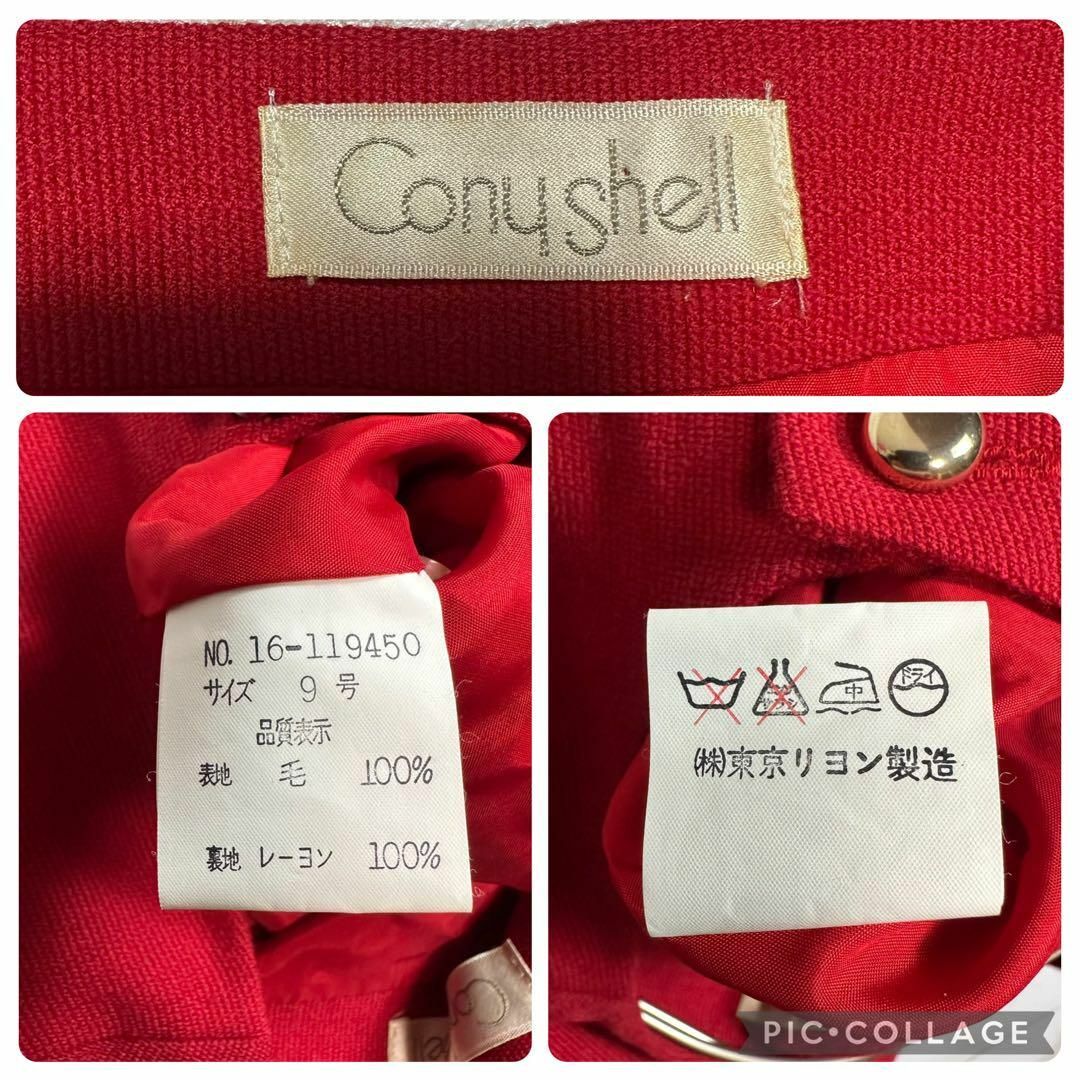 Conyshell
NO. 16-119450
サイズ 9 号
品質表示
表地 毛 100%
裏地 レーヨン 100%
中 ドライ
㈱東京リヨン製造
PIC•COLLAGE